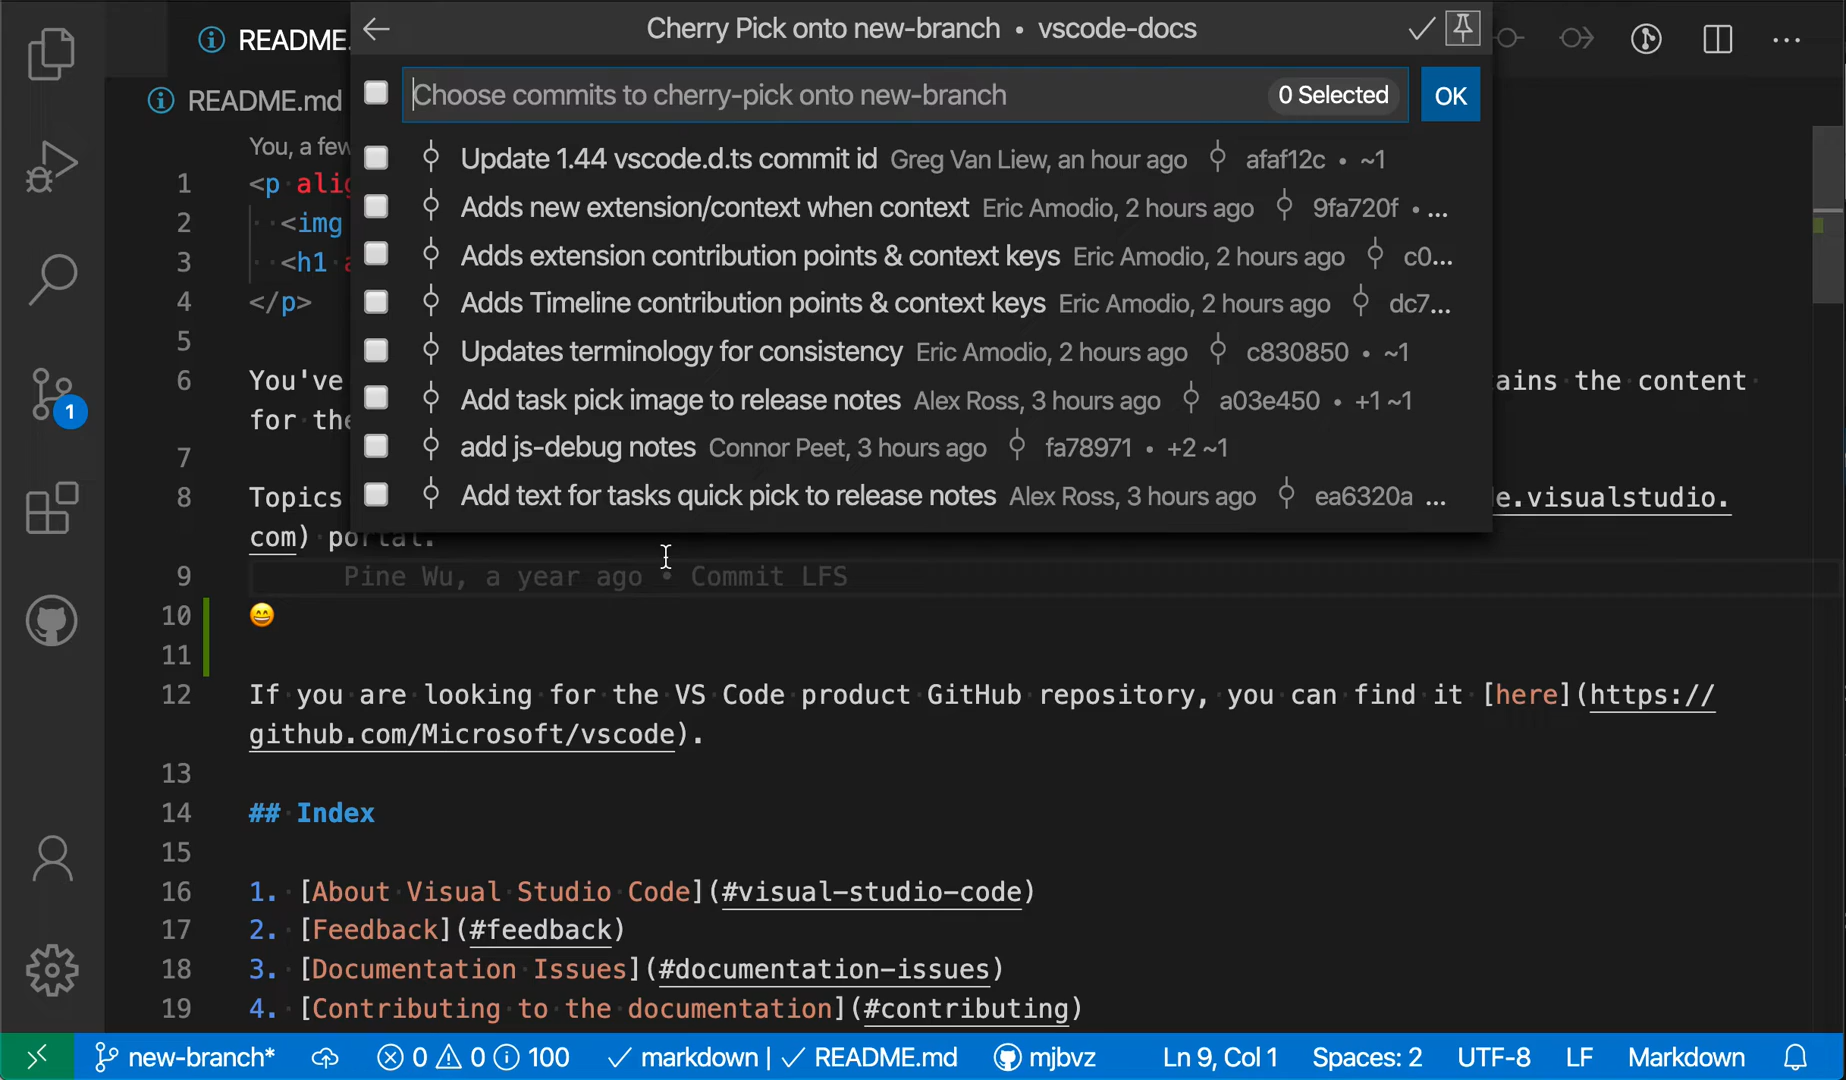 README.
Cherry Pick onto new-branch • vscode-docs
README.md
Choose commits to cherry-pick onto new-branch 0 Selected OK
You, a few
Update 1.44 vscode.d.ts commit id Greg Van Liew, an hour ago afaf12c • ~1
Adds new extension/context when context Eric Amodio, 2 hours ago 9fa720f • ...
Adds extension contribution points & context keys Eric Amodio, 2 hours ago c0...
Adds Timeline contribution points & context keys Eric Amodio, 2 hours ago dc7...
Updates terminology for consistency Eric Amodio, 2 hours ago c830850 • ~1
Add task pick image to release notes Alex Ross, 3 hours ago a03e450 • +1 ~1
add js-debug notes Connor Peet, 3 hours ago fa78971 • +2 ~1
Add text for tasks quick pick to release notes Alex Ross, 3 hours ago ea6320a ...
1 <p alig
2 <img
3 <h1 a
4 </p>
5
6 You've ains the content
for the
7
8 Topics e.visualstudio.
com) portal.
9 Pine Wu, a year ago • Commit LFS
10 😄
11
12 If you are looking for the VS Code product GitHub repository, you can find it [here](https://
github.com/Microsoft/vscode).
13
14 ## Index
15
16 1. [About Visual Studio Code](#visual-studio-code)
17 2. [Feedback](#feedback)
18 3. [Documentation Issues](#documentation-issues)
19 4. [Contributing to the documentation](#contributing)
1
new-branch* 0 0 100 markdown | README.md mjbvz Ln 9, Col 1 Spaces: 2 UTF-8 LF Markdown